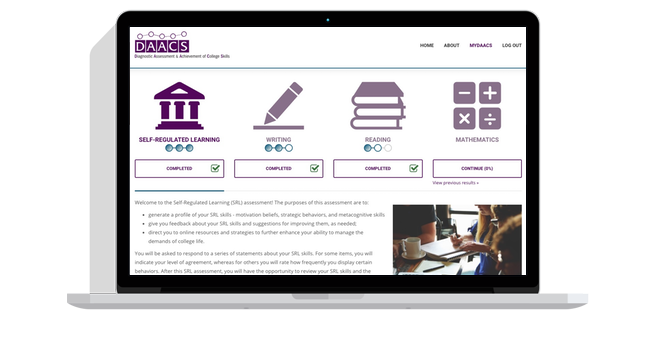 DAACS
Diagnostic Assessment & Achievement of College Skills
HOME ABOUT MYDAACS LOG OUT
SELF-REGULATED LEARNING WRITING READING MATHEMATICS
COMPLETED COMPLETED COMPLETED CONTINUE (0%)
View previous results »
Welcome to the Self-Regulated Learning (SRL) assessment! The purposes of this assessment are to:
• generate a profile of your SRL skills - motivation beliefs, strategic behaviors, and metacognitive skills
• give you feedback about your SRL skills and suggestions for improving them, as needed;
• direct you to online resources and strategies to further enhance your ability to manage the
demands of college life.
You will be asked to respond to a series of statements about your SRL skills. For some items, you will
indicate your level of agreement, whereas for others you will rate how frequently you display certain
behaviors. After this SRL assessment, you will have the opportunity to review your SRL skills and the